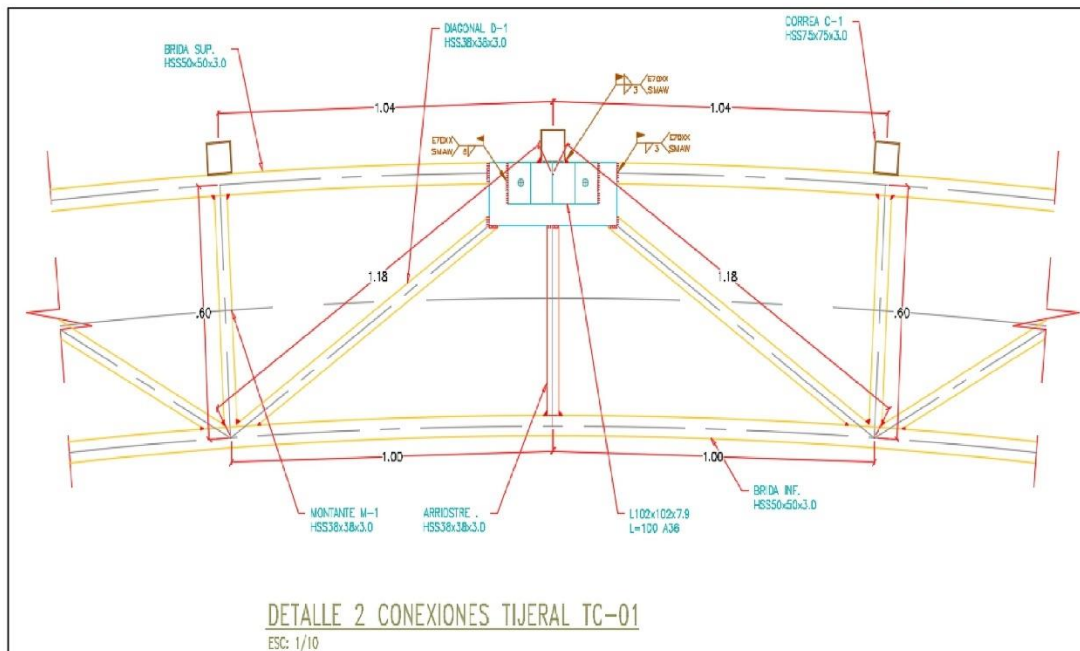 DIAGONAL D-1
HSS38x38x3.0
CORREA C-1
HSS75x75x3.0
BRIDA SUP.
HSS50x50x3.0
E70XX
SMAW
3
1.04
1.04
E70XX
SMAW
E70XX
SMAW
3
1.18
1.18
.60
.60
1.00
1.00
BRIDA INF.
HSS50x50x3.0
MONTANTE M-1
HSS38x38x3.0
ARRIOSTRE .
HSS38x38x3.0
L102x102x7.9
L=100 A36
DETALLE 2 CONEXIONES TIJERAL TC-01
ESC: 1/10